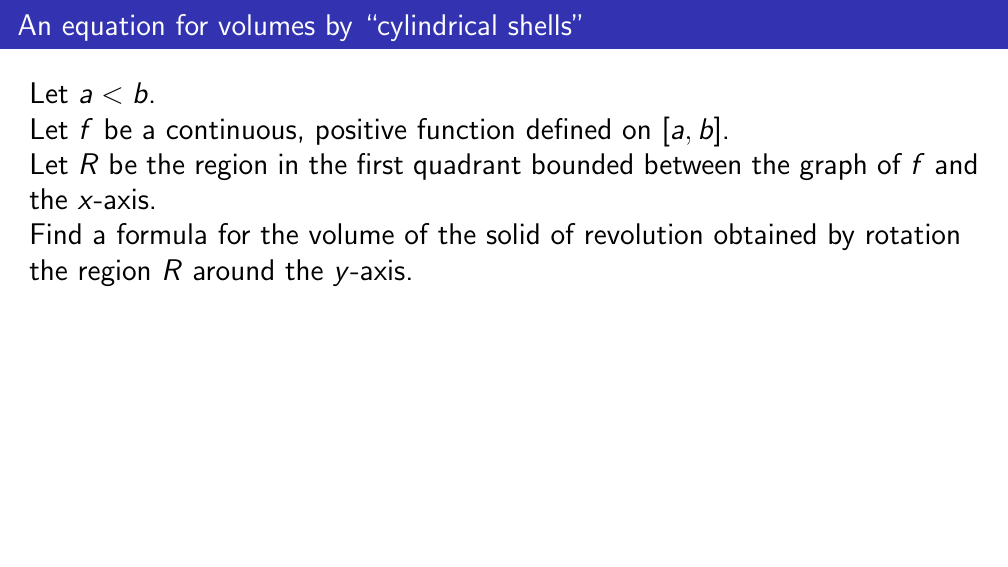 An equation for volumes by “cylindrical shells”
Let a < b.
Let f be a continuous, positive function defined on [a, b].
Let R be the region in the first quadrant bounded between the graph of f and
the x-axis.
Find a formula for the volume of the solid of revolution obtained by rotation
the region R around the y-axis.